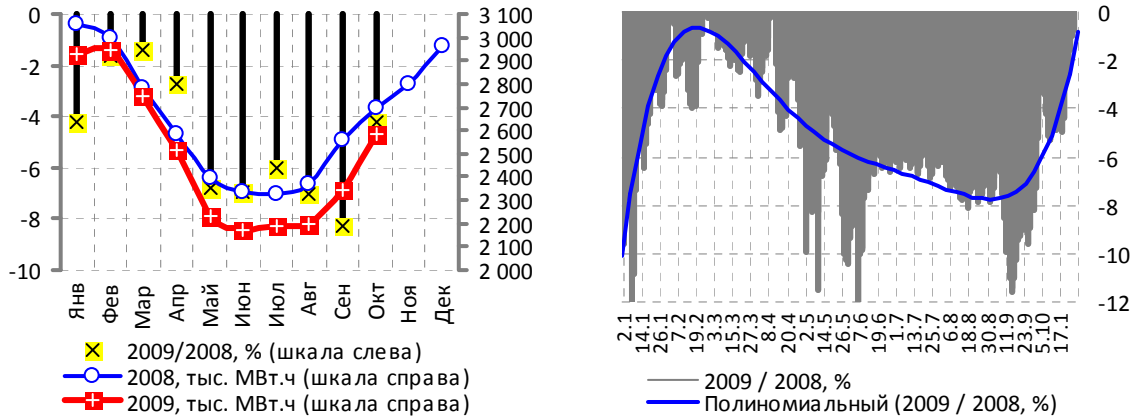 0
-2
-4
-6
-8
-10
3 100
3 000
2 900
2 800
2 700
2 600
2 500
2 400
2 300
2 200
2 100
2 000
Янв
Фев
Мар
Апр
Май
Июн
Июл
Авг
Сен
Окт
Ноя
Дек
2009/2008, % (шкала слева)
2008, тыс. МВт.ч (шкала справа)
2009, тыс. МВт.ч (шкала справа)
0
-2
-4
-6
-8
-10
-12
2.1
14.1
26.1
7.2
19.2
3.3
15.3
27.3
8.4
20.4
2.5
14.5
26.5
7.6
19.6
1.7
13.7
25.7
6.8
18.8
30.8
11.9
23.9
5.10
17.1
2009 / 2008, %
Полиномиальный (2009 / 2008, %)